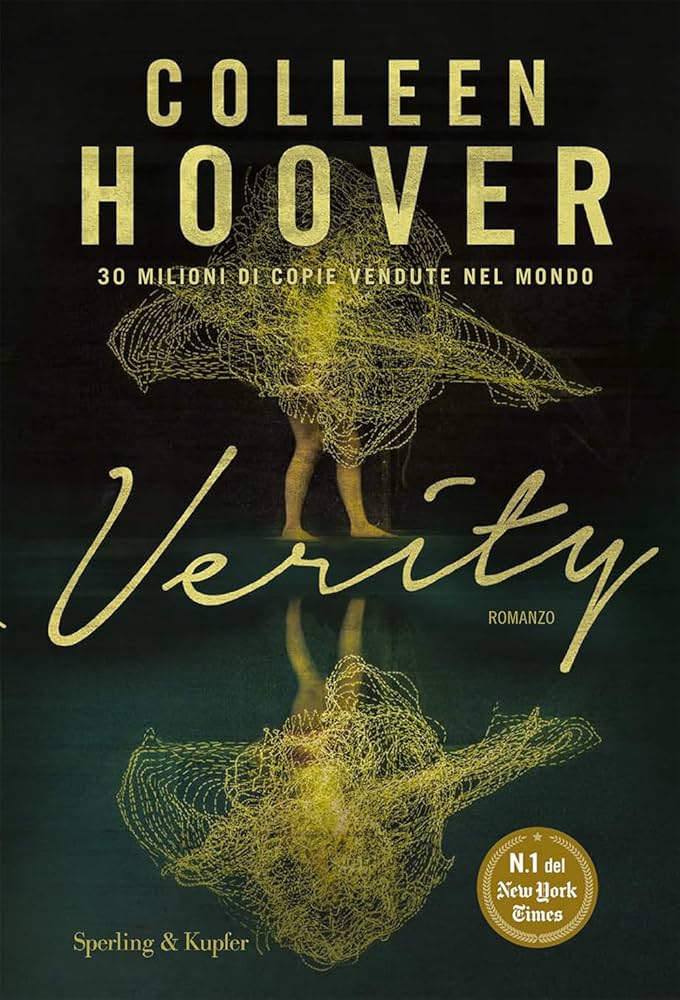 COLLEEN
HOOVER
30 MILIONI DI COPIE VENDUTE NEL MONDO
Verity
ROMANZO
N.1 del
New York
Times
Sperling & Kupfer